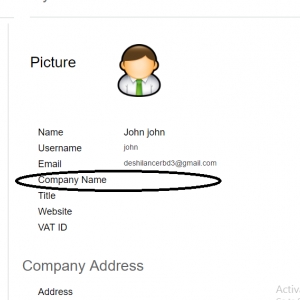 Picture
Name John john
Username john
Email deshilancerbd3@gmail.com
Company Name
Title
Website
VAT ID
Company Address
Address